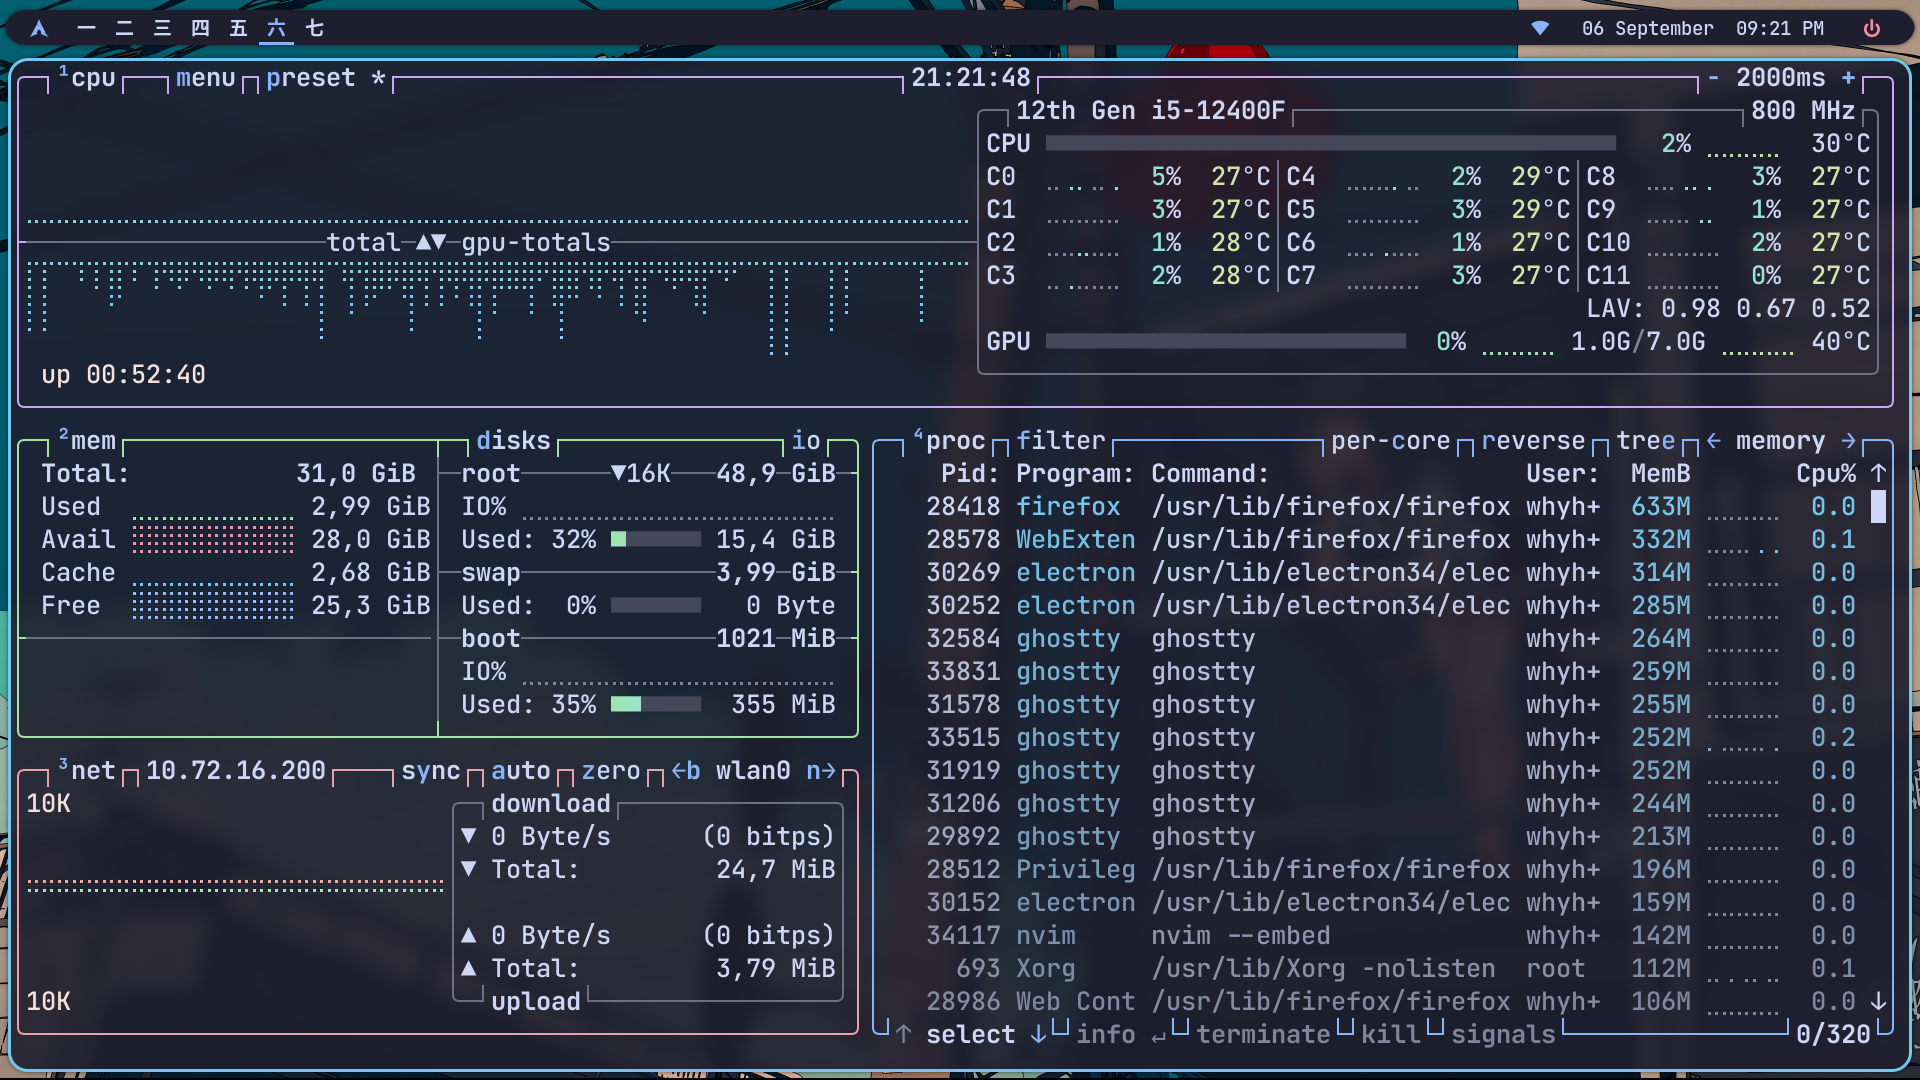 一 二 三 四 五 六 七 06 September 09:21 PM
1cpu menu preset * 21:21:48 - 2000ms +
12th Gen i5-12400F 800 MHz
CPU 2% 30°C
C0 5% 27°C C4 2% 29°C C8 3% 27°C
C1 3% 27°C C5 3% 29°C C9 1% 27°C
total ▲▼ gpu-totals
C2 1% 28°C C6 1% 27°C C10 2% 27°C
C3 2% 28°C C7 3% 27°C C11 0% 27°C
LAV: 0.98 0.67 0.52
GPU 0% 1.0G/7.0G 40°C
up 00:52:40
2mem disks io
Total: 31,0 GiB
Used 2,99 GiB
Avail 28,0 GiB
Cache 2,68 GiB
Free 25,3 GiB
root ▼16K 48,9 GiB
IO%
Used: 32% 15,4 GiB
swap 3,99 GiB
Used: 0% 0 Byte
boot 1021 MiB
IO%
Used: 35% 355 MiB
3net 10.72.16.200 sync auto zero ←b wlan0 n→
10K
download
▼ 0 Byte/s (0 bitps)
▼ Total: 24,7 MiB
▲ 0 Byte/s (0 bitps)
▲ Total: 3,79 MiB
10K
upload
4proc filter per-core reverse tree ← memory →
Pid: Program: Command: User: MemB Cpu% ↑
28418 firefox /usr/lib/firefox/firefox whyh+ 633M 0.0
28578 WebExten /usr/lib/firefox/firefox whyh+ 332M 0.1
30269 electron /usr/lib/electron34/elec whyh+ 314M 0.0
30252 electron /usr/lib/electron34/elec whyh+ 285M 0.0
32584 ghostty ghostty whyh+ 264M 0.0
33831 ghostty ghostty whyh+ 259M 0.0
31578 ghostty ghostty whyh+ 255M 0.0
33515 ghostty ghostty whyh+ 252M 0.2
31919 ghostty ghostty whyh+ 252M 0.0
31206 ghostty ghostty whyh+ 244M 0.0
29892 ghostty ghostty whyh+ 213M 0.0
28512 Privileg /usr/lib/firefox/firefox whyh+ 196M 0.0
30152 electron /usr/lib/electron34/elec whyh+ 159M 0.0
34117 nvim nvim --embed whyh+ 142M 0.0
693 Xorg /usr/lib/Xorg -nolisten root 112M 0.1
28986 Web Cont /usr/lib/firefox/firefox whyh+ 106M 0.0 ↓
↑ select ↓ info ↵ terminate kill signals 0/320